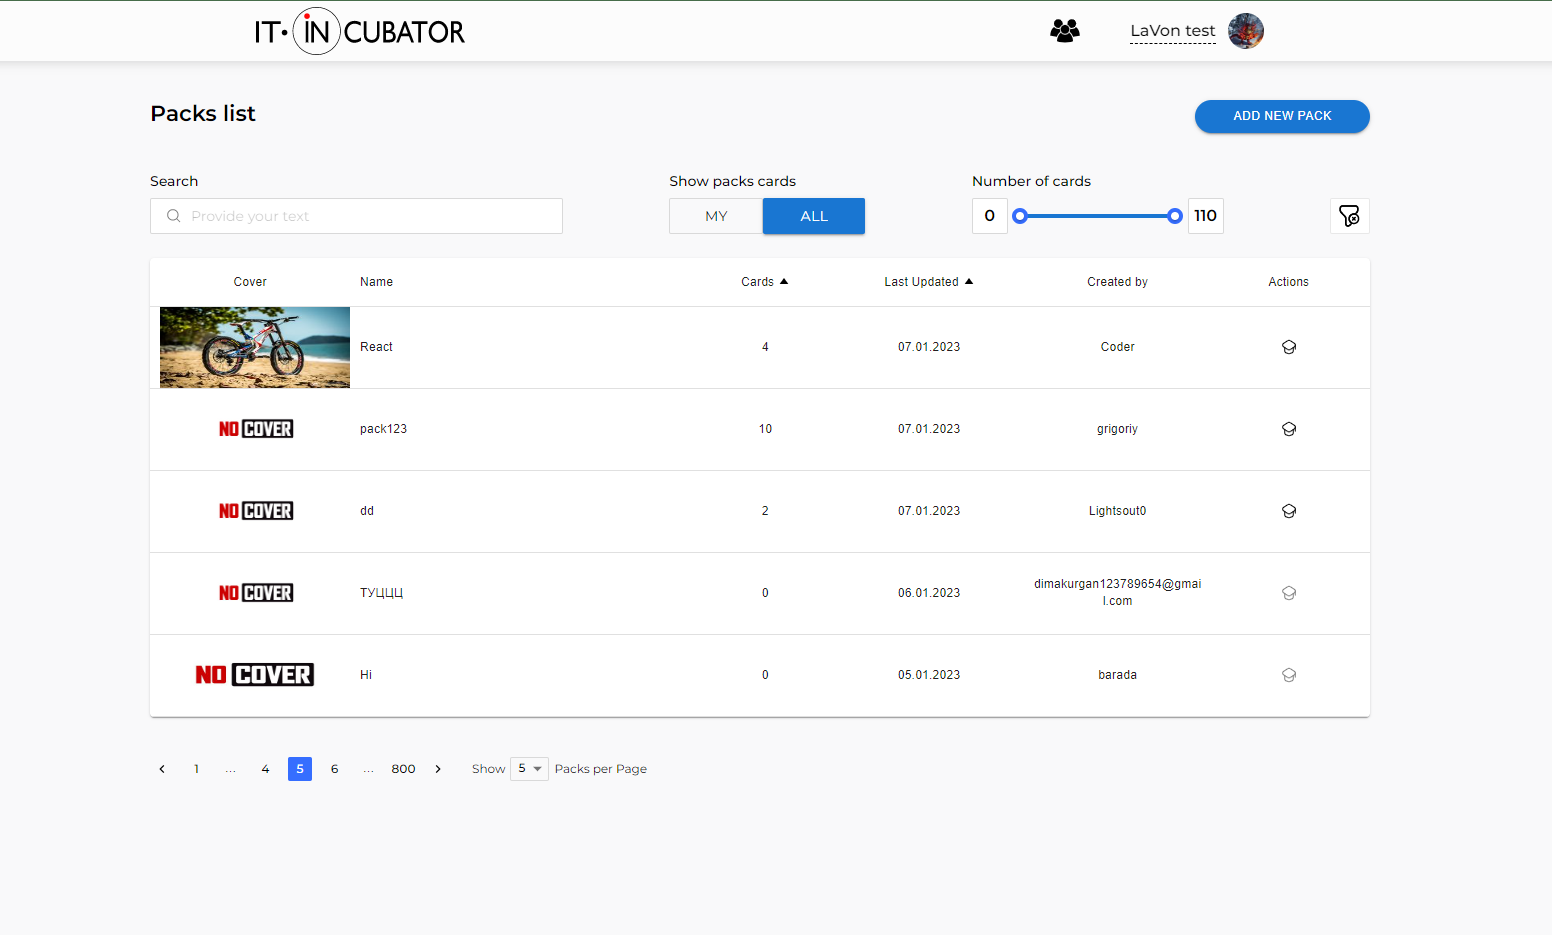 IT·INCUBATOR
LaVon test
Packs list
ADD NEW PACK
Search
Show packs cards
Number of cards
Provide your text
MY
ALL
0
110
Cover Name Cards Last Updated Created by Actions
React 4 07.01.2023 Coder
NO COVER pack123 10 07.01.2023 grigoriy
NO COVER dd 2 07.01.2023 Lightsout0
NO COVER ТУЦЦЦ 0 06.01.2023 dimakurgan123789654@gmai
l.com
NO COVER Hi 0 05.01.2023 barada
1 ... 4 5 6 ... 800 Show 5 Packs per Page